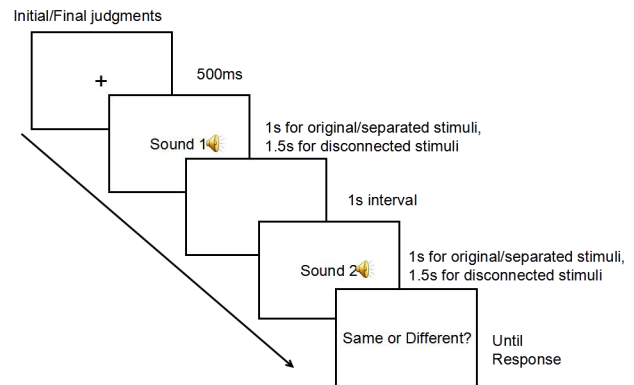 Initial/Final judgments
+
500ms
Sound 1
1s for original/separated stimuli,
1.5s for disconnected stimuli
1s interval
Sound 2
1s for original/separated stimuli,
1.5s for disconnected stimuli
Same or Different?
Until
Response